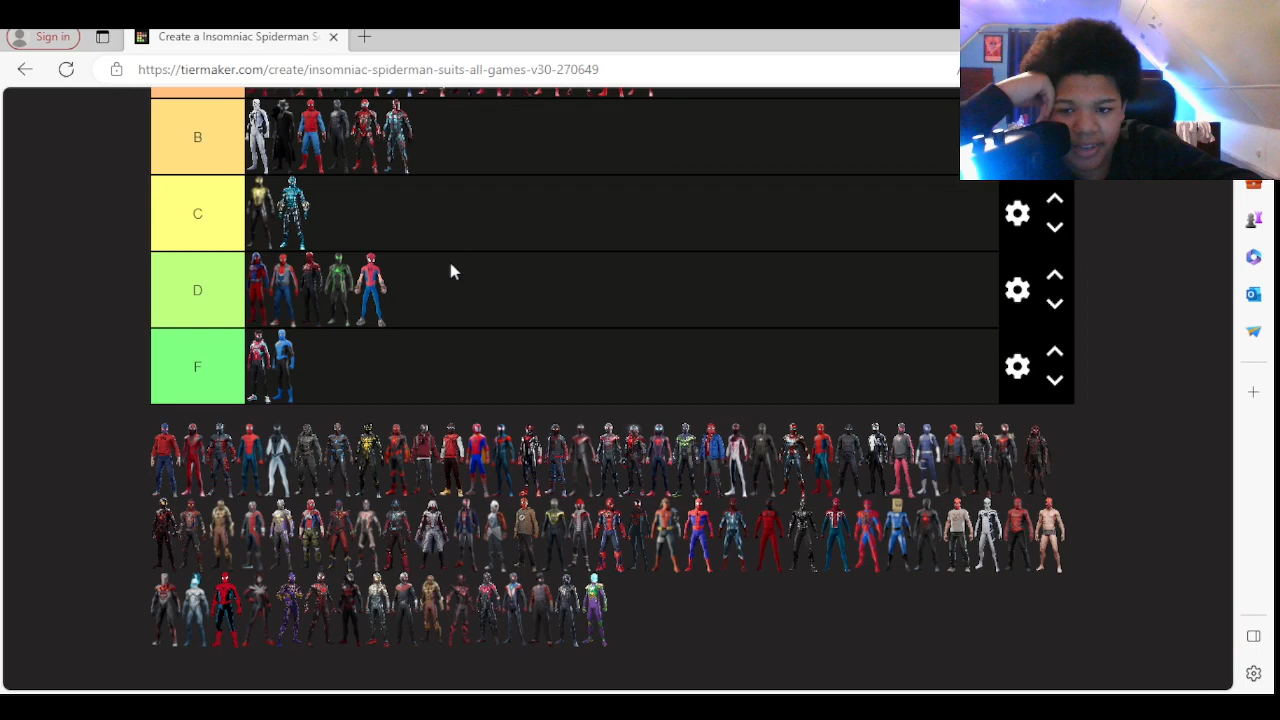 Sign in
Create a Insomniac Spiderman S
https://tiermaker.com/create/insomniac-spiderman-suits-all-games-v30-270649
B
C
D
F